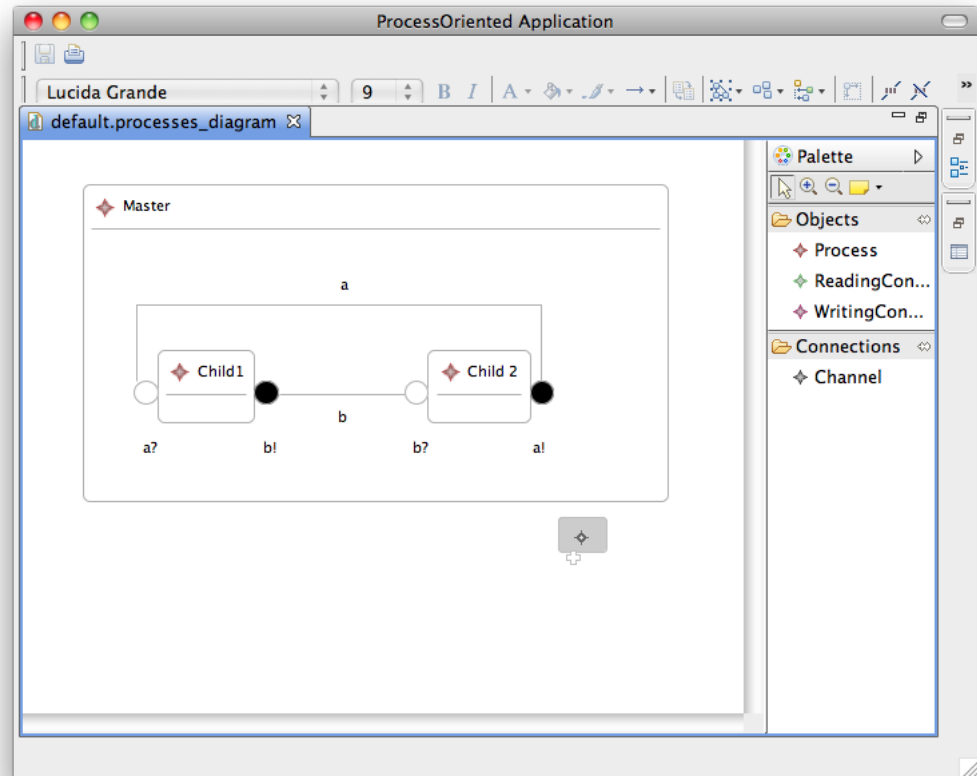 ProcessOriented Application
Lucida Grande 9 B I A »
default.processes_diagram
Palette
Objects
Process
ReadingCon...
WritingCon...
Connections
Channel
Master
a
Child1
Child 2
b
a?
b!
b?
a!